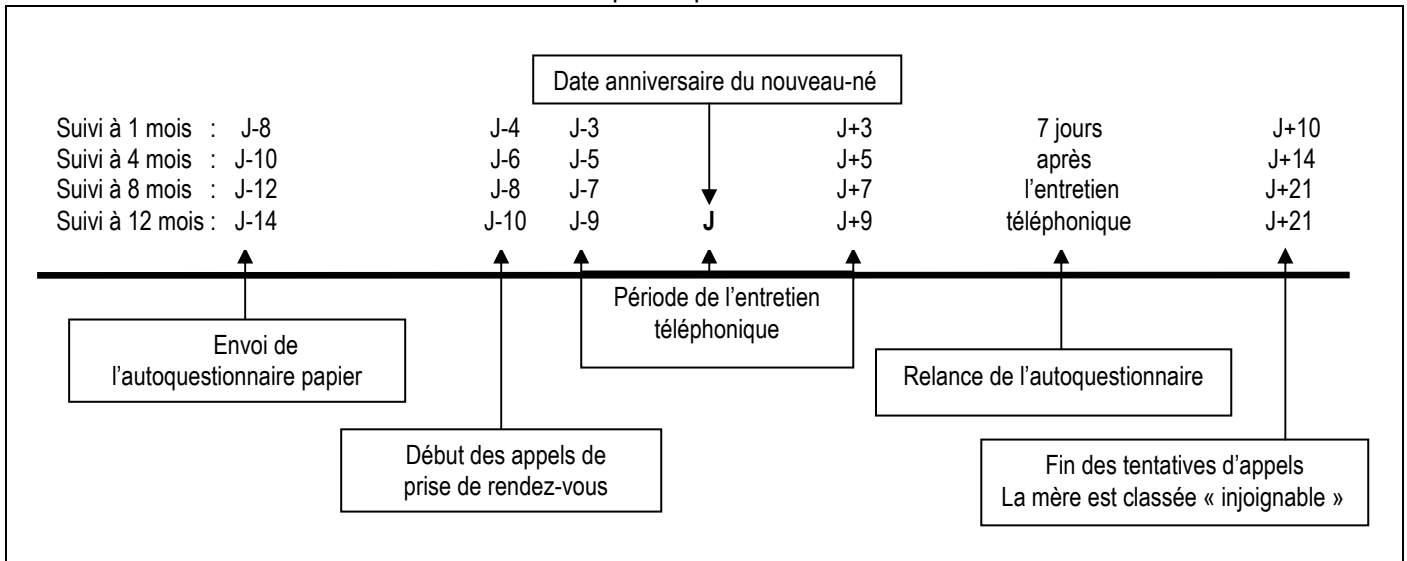 Date anniversaire du nouveau-né
Suivi à 1 mois : J-8 J-4 J-3 J+3 7 jours J+10
Suivi à 4 mois : J-10 J-6 J-5 J+5 après J+14
Suivi à 8 mois : J-12 J-8 J-7 J+7 l’entretien J+21
Suivi à 12 mois : J-14 J-10 J-9 J J+9 téléphonique J+21
Période de l’entretien
téléphonique
Envoi de
l’autoquestionnaire papier
Relance de l’autoquestionnaire
Début des appels de
prise de rendez-vous
Fin des tentatives d’appels
La mère est classée « injoignable »